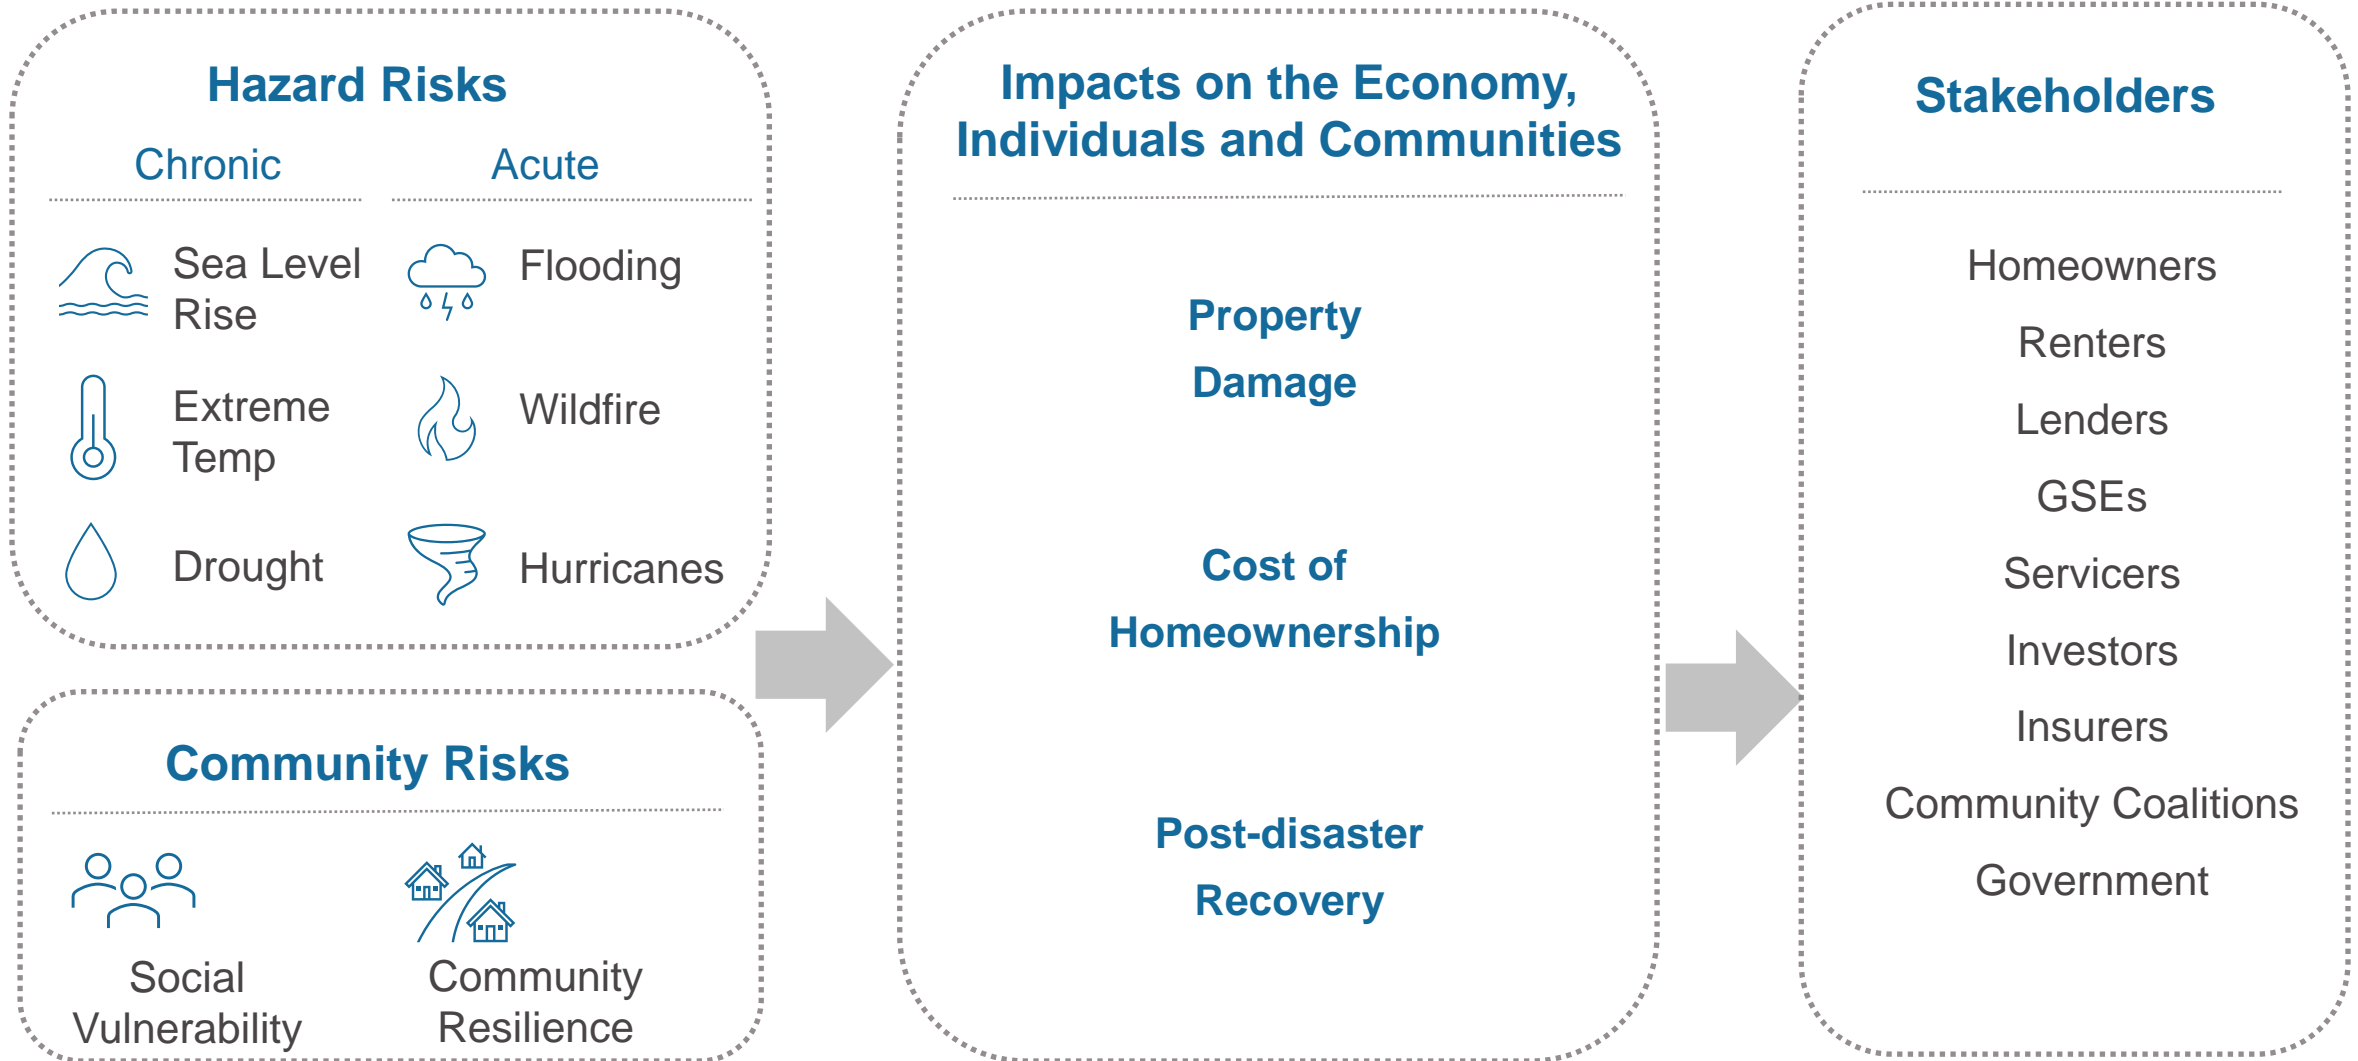 Hazard Risks
Chronic
Acute
Sea Level
Rise
Flooding
Extreme
Temp
Wildfire
Drought
Hurricanes
Community Risks
Social
Vulnerability
Community
Resilience
Impacts on the Economy,
Individuals and Communities
Property
Damage
Cost of
Homeownership
Post-disaster
Recovery
Stakeholders
Homeowners
Renters
Lenders
GSEs
Servicers
Investors
Insurers
Community Coalitions
Government